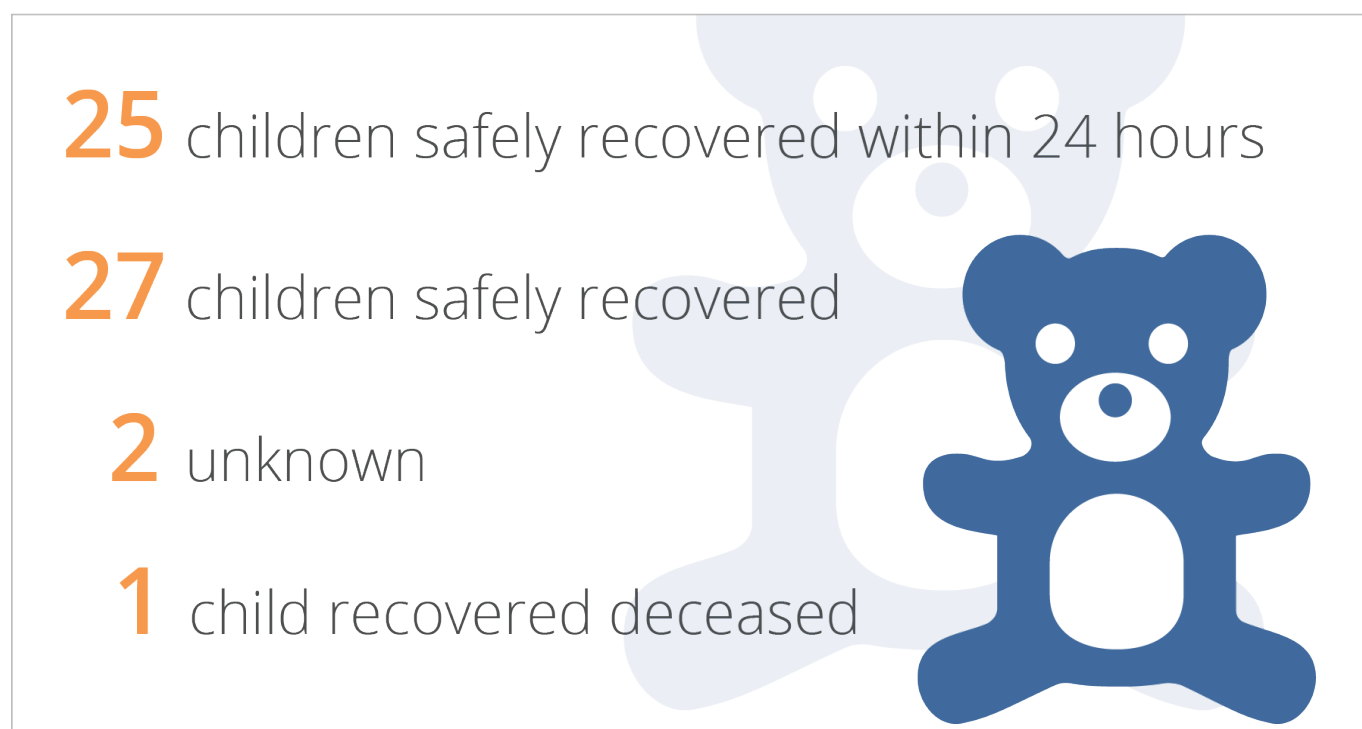 25 children safely recovered within 24 hours
27 children safely recovered
2 unknown
1 child recovered deceased